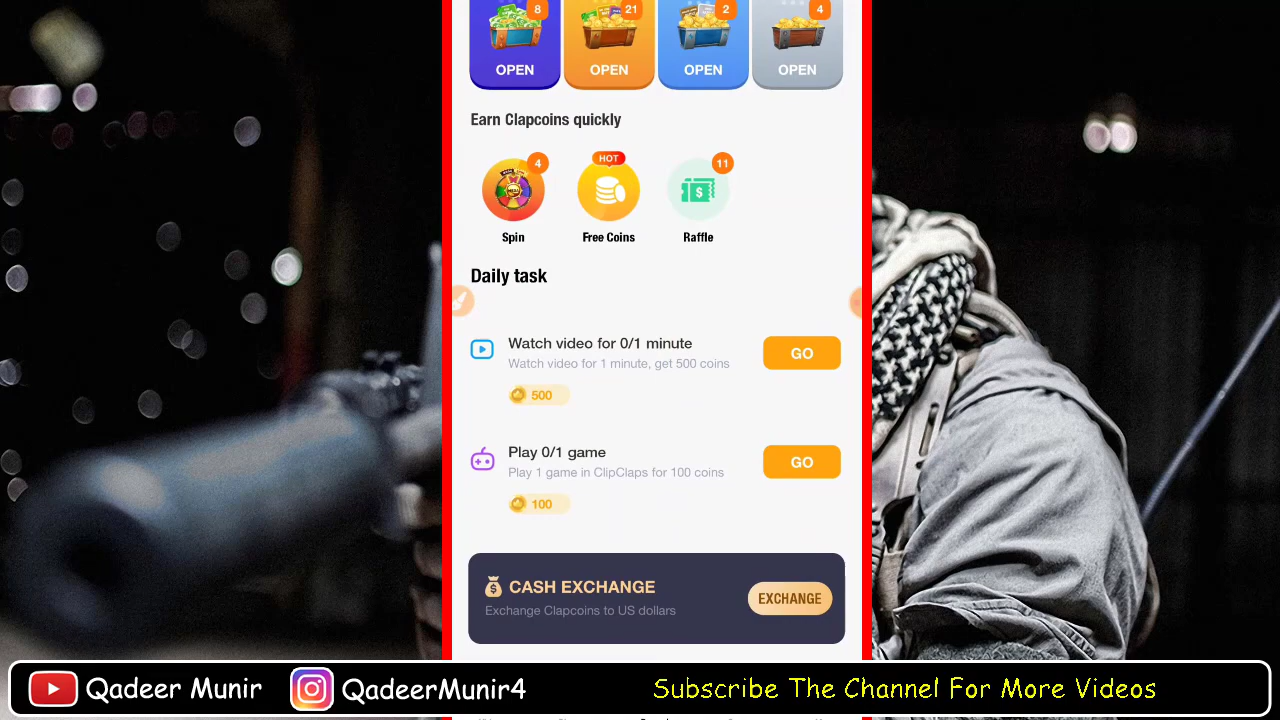 8 21 2 4
OPEN OPEN OPEN OPEN
Earn Clapcoins quickly
4 HOT 11
Spin Free Coins Raffle
Daily task
Watch video for 0/1 minute
Watch video for 1 minute, get 500 coins
GO
500
Play 0/1 game
Play 1 game in ClipClaps for 100 coins
GO
100
CASH EXCHANGE
Exchange Clapcoins to US dollars
EXCHANGE
Qadeer Munir QadeerMunir4 Subscribe The Channel For More Videos